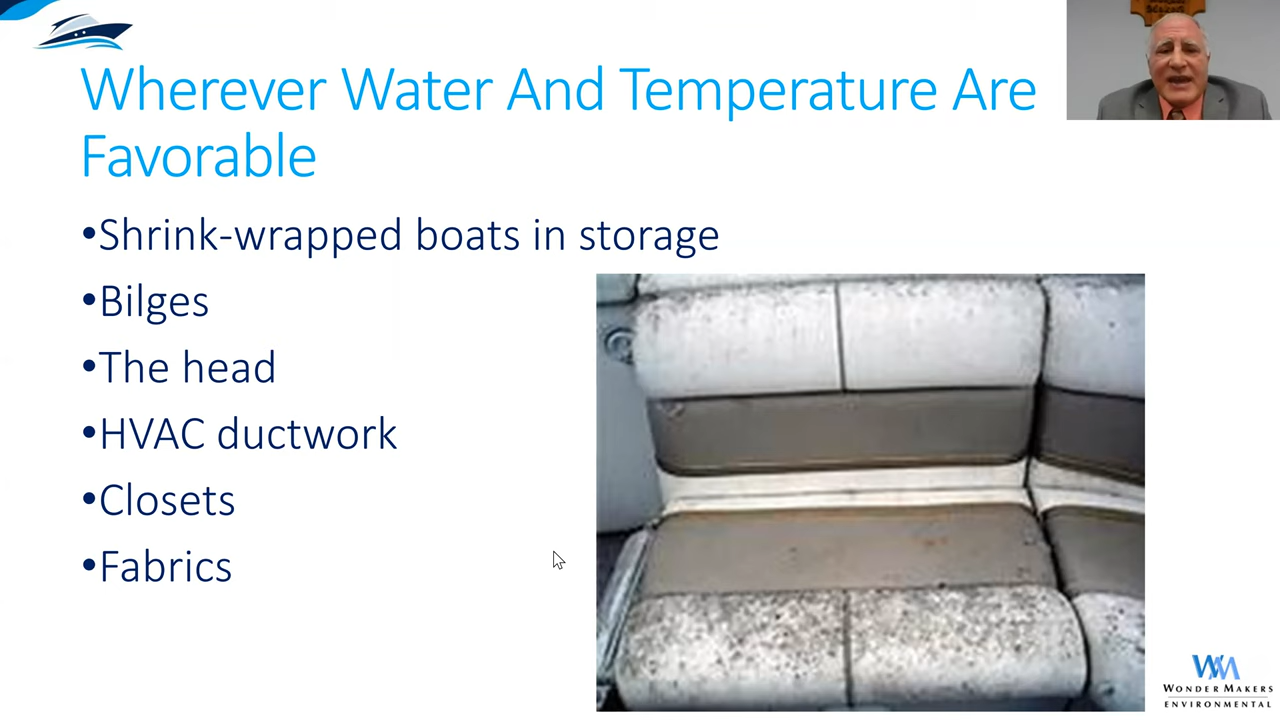 Wherever Water And Temperature Are
Favorable
•Shrink-wrapped boats in storage
•Bilges
•The head
•HVAC ductwork
•Closets
•Fabrics
WM
WONDER MAKERS
ENVIRONMENTAL